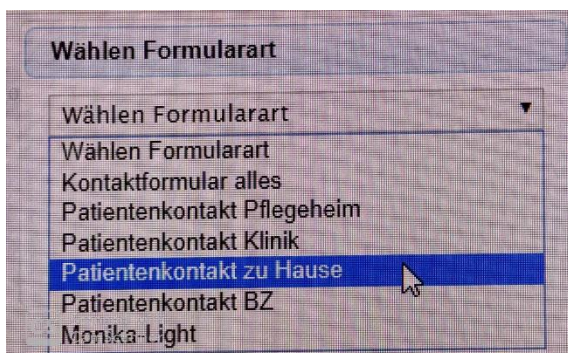 Wählen Formularart
Wählen Formularart
Wählen Formularart
Kontaktformular alles
Patientenkontakt Pflegeheim
Patientenkontakt Klinik
Patientenkontakt zu Hause
Patientenkontakt BZ
Monika-Light